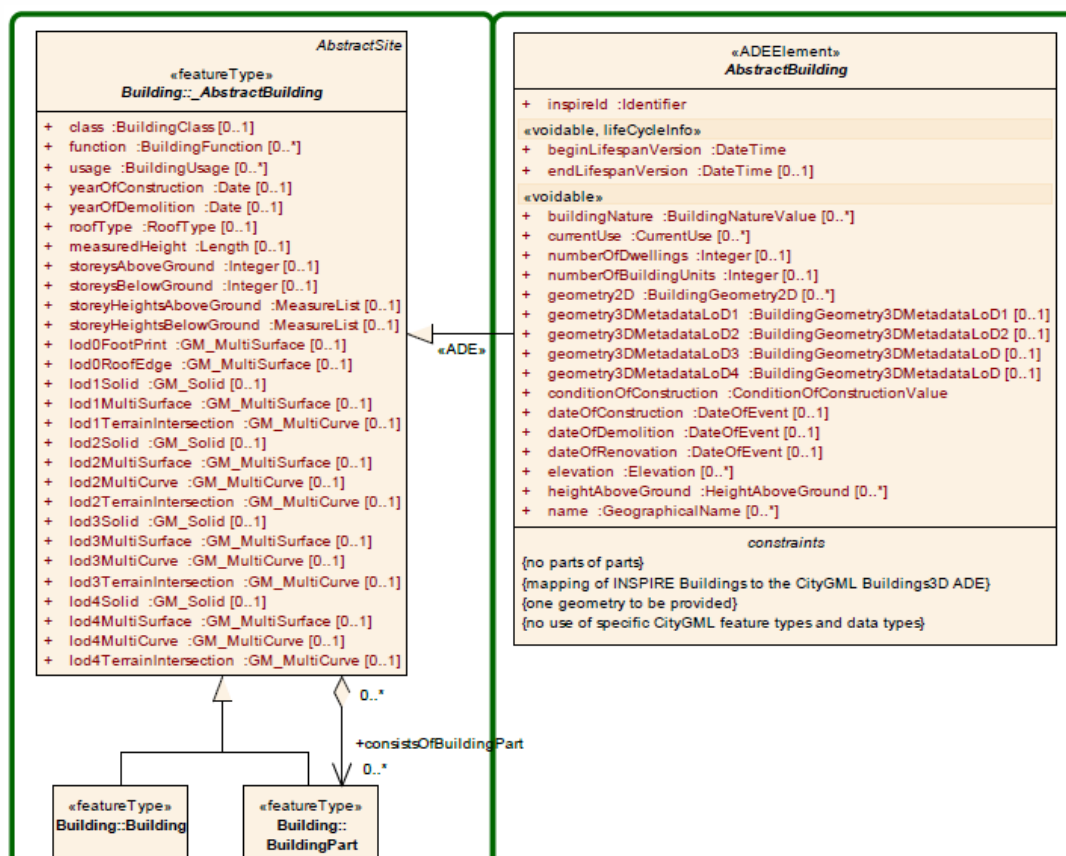 AbstractSite
«featureType»
Building::_AbstractBuilding
+ class :BuildingClass [0..1]
+ function :BuildingFunction [0..*]
+ usage :BuildingUsage [0..*]
+ yearOfConstruction :Date [0..1]
+ yearOfDemolition :Date [0..1]
+ roofType :RoofType [0..1]
+ measuredHeight :Length [0..1]
+ storeysAboveGround :Integer [0..1]
+ storeysBelowGround :Integer [0..1]
+ storeyHeightsAboveGround :MeasureList [0..1]
+ storeyHeightsBelowGround :MeasureList [0..1]
+ lod0FootPrint :GM_MultiSurface [0..1]
+ lod0RoofEdge :GM_MultiSurface [0..1]
+ lod1Solid :GM_Solid [0..1]
+ lod1MultiSurface :GM_MultiSurface [0..1]
+ lod1TerrainIntersection :GM_MultiCurve [0..1]
+ lod2Solid :GM_Solid [0..1]
+ lod2MultiSurface :GM_MultiSurface [0..1]
+ lod2MultiCurve :GM_MultiCurve [0..1]
+ lod2TerrainIntersection :GM_MultiCurve [0..1]
+ lod3Solid :GM_Solid [0..1]
+ lod3MultiSurface :GM_MultiSurface [0..1]
+ lod3MultiCurve :GM_MultiCurve [0..1]
+ lod3TerrainIntersection :GM_MultiCurve [0..1]
+ lod4Solid :GM_Solid [0..1]
+ lod4MultiSurface :GM_MultiSurface [0..1]
+ lod4MultiCurve :GM_MultiCurve [0..1]
+ lod4TerrainIntersection :GM_MultiCurve [0..1]
«ADE»
«ADEElement»
AbstractBuilding
+ inspireId :Identifier
«voidable, lifeCycleInfo»
+ beginLifespanVersion :DateTime
+ endLifespanVersion :DateTime [0..1]
«voidable»
+ buildingNature :BuildingNatureValue [0..*]
+ currentUse :CurrentUse [0..*]
+ numberOfDwellings :Integer [0..1]
+ numberOfBuildingUnits :Integer [0..1]
+ geometry2D :BuildingGeometry2D [0..*]
+ geometry3DMetadataLoD1 :BuildingGeometry3DMetadataLoD1 [0..1]
+ geometry3DMetadataLoD2 :BuildingGeometry3DMetadataLoD2 [0..1]
+ geometry3DMetadataLoD3 :BuildingGeometry3DMetadataLoD [0..1]
+ geometry3DMetadataLoD4 :BuildingGeometry3DMetadataLoD [0..1]
+ conditionOfConstruction :ConditionOfConstructionValue
+ dateOfConstruction :DateOfEvent [0..1]
+ dateOfDemolition :DateOfEvent [0..1]
+ dateOfRenovation :DateOfEvent [0..1]
+ elevation :Elevation [0..*]
+ heightAboveGround :HeightAboveGround [0..*]
+ name :GeographicalName [0..*]
constraints
{no parts of parts}
{mapping of INSPIRE Buildings to the CityGML Buildings3D ADE}
{one geometry to be provided}
{no use of specific CityGML feature types and data types}
0..*
+consistsOfBuildingPart
0..*
«featureType»
Building::Building
«featureType»
Building::
BuildingPart